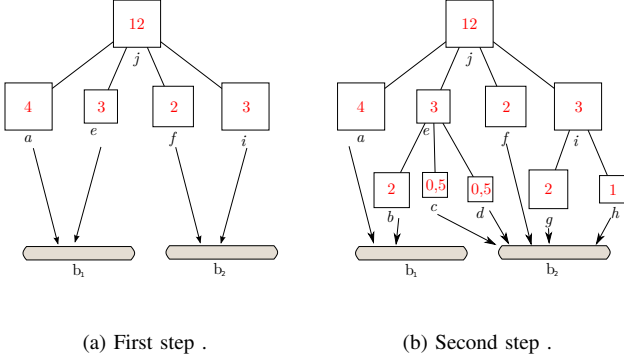 12
j
4
3
2
3
a
e
f
i
b₁
b₂
(a) First step .
12
j
4
3
2
3
a
e
f
i
2
0,5
0,5
2
1
b
c
d
g
h
b₁
b₂
(b) Second step .